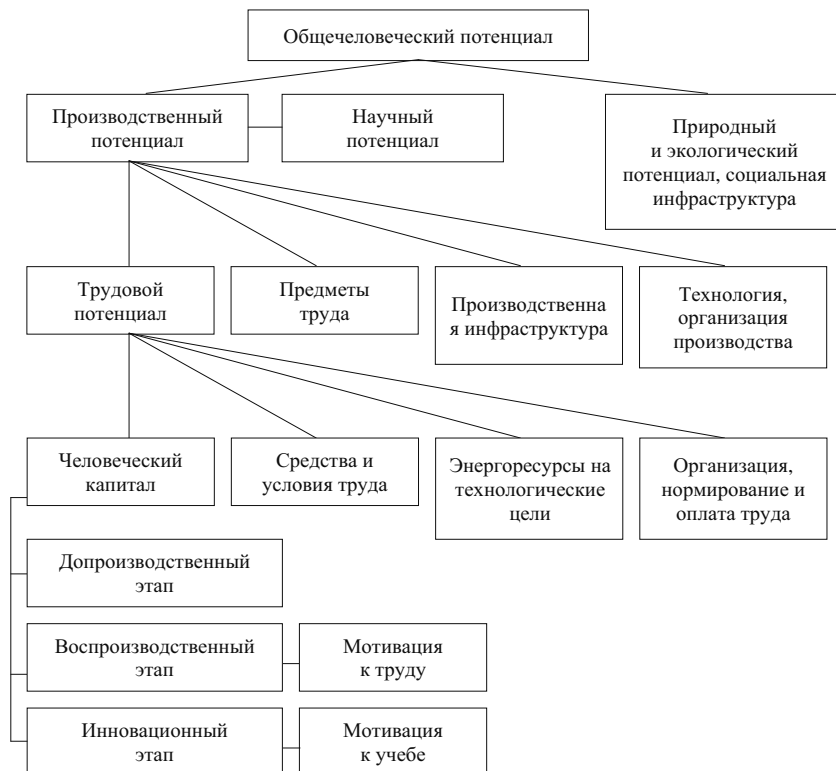 Общечеловеческий потенциал
Производственный
потенциал
Научный
потенциал
Природный
и экологический
потенциал, социальная
инфраструктура
Трудовой
потенциал
Предметы
труда
Производственна
я инфраструктура
Технология,
организация
производства
Человеческий
капитал
Средства и
условия труда
Энергоресурсы на
технологические
цели
Организация,
нормирование и
оплата труда
Допроизводственный
этап
Воспроизводственный
этап
Мотивация
к труду
Инновационный
этап
Мотивация
к учебе